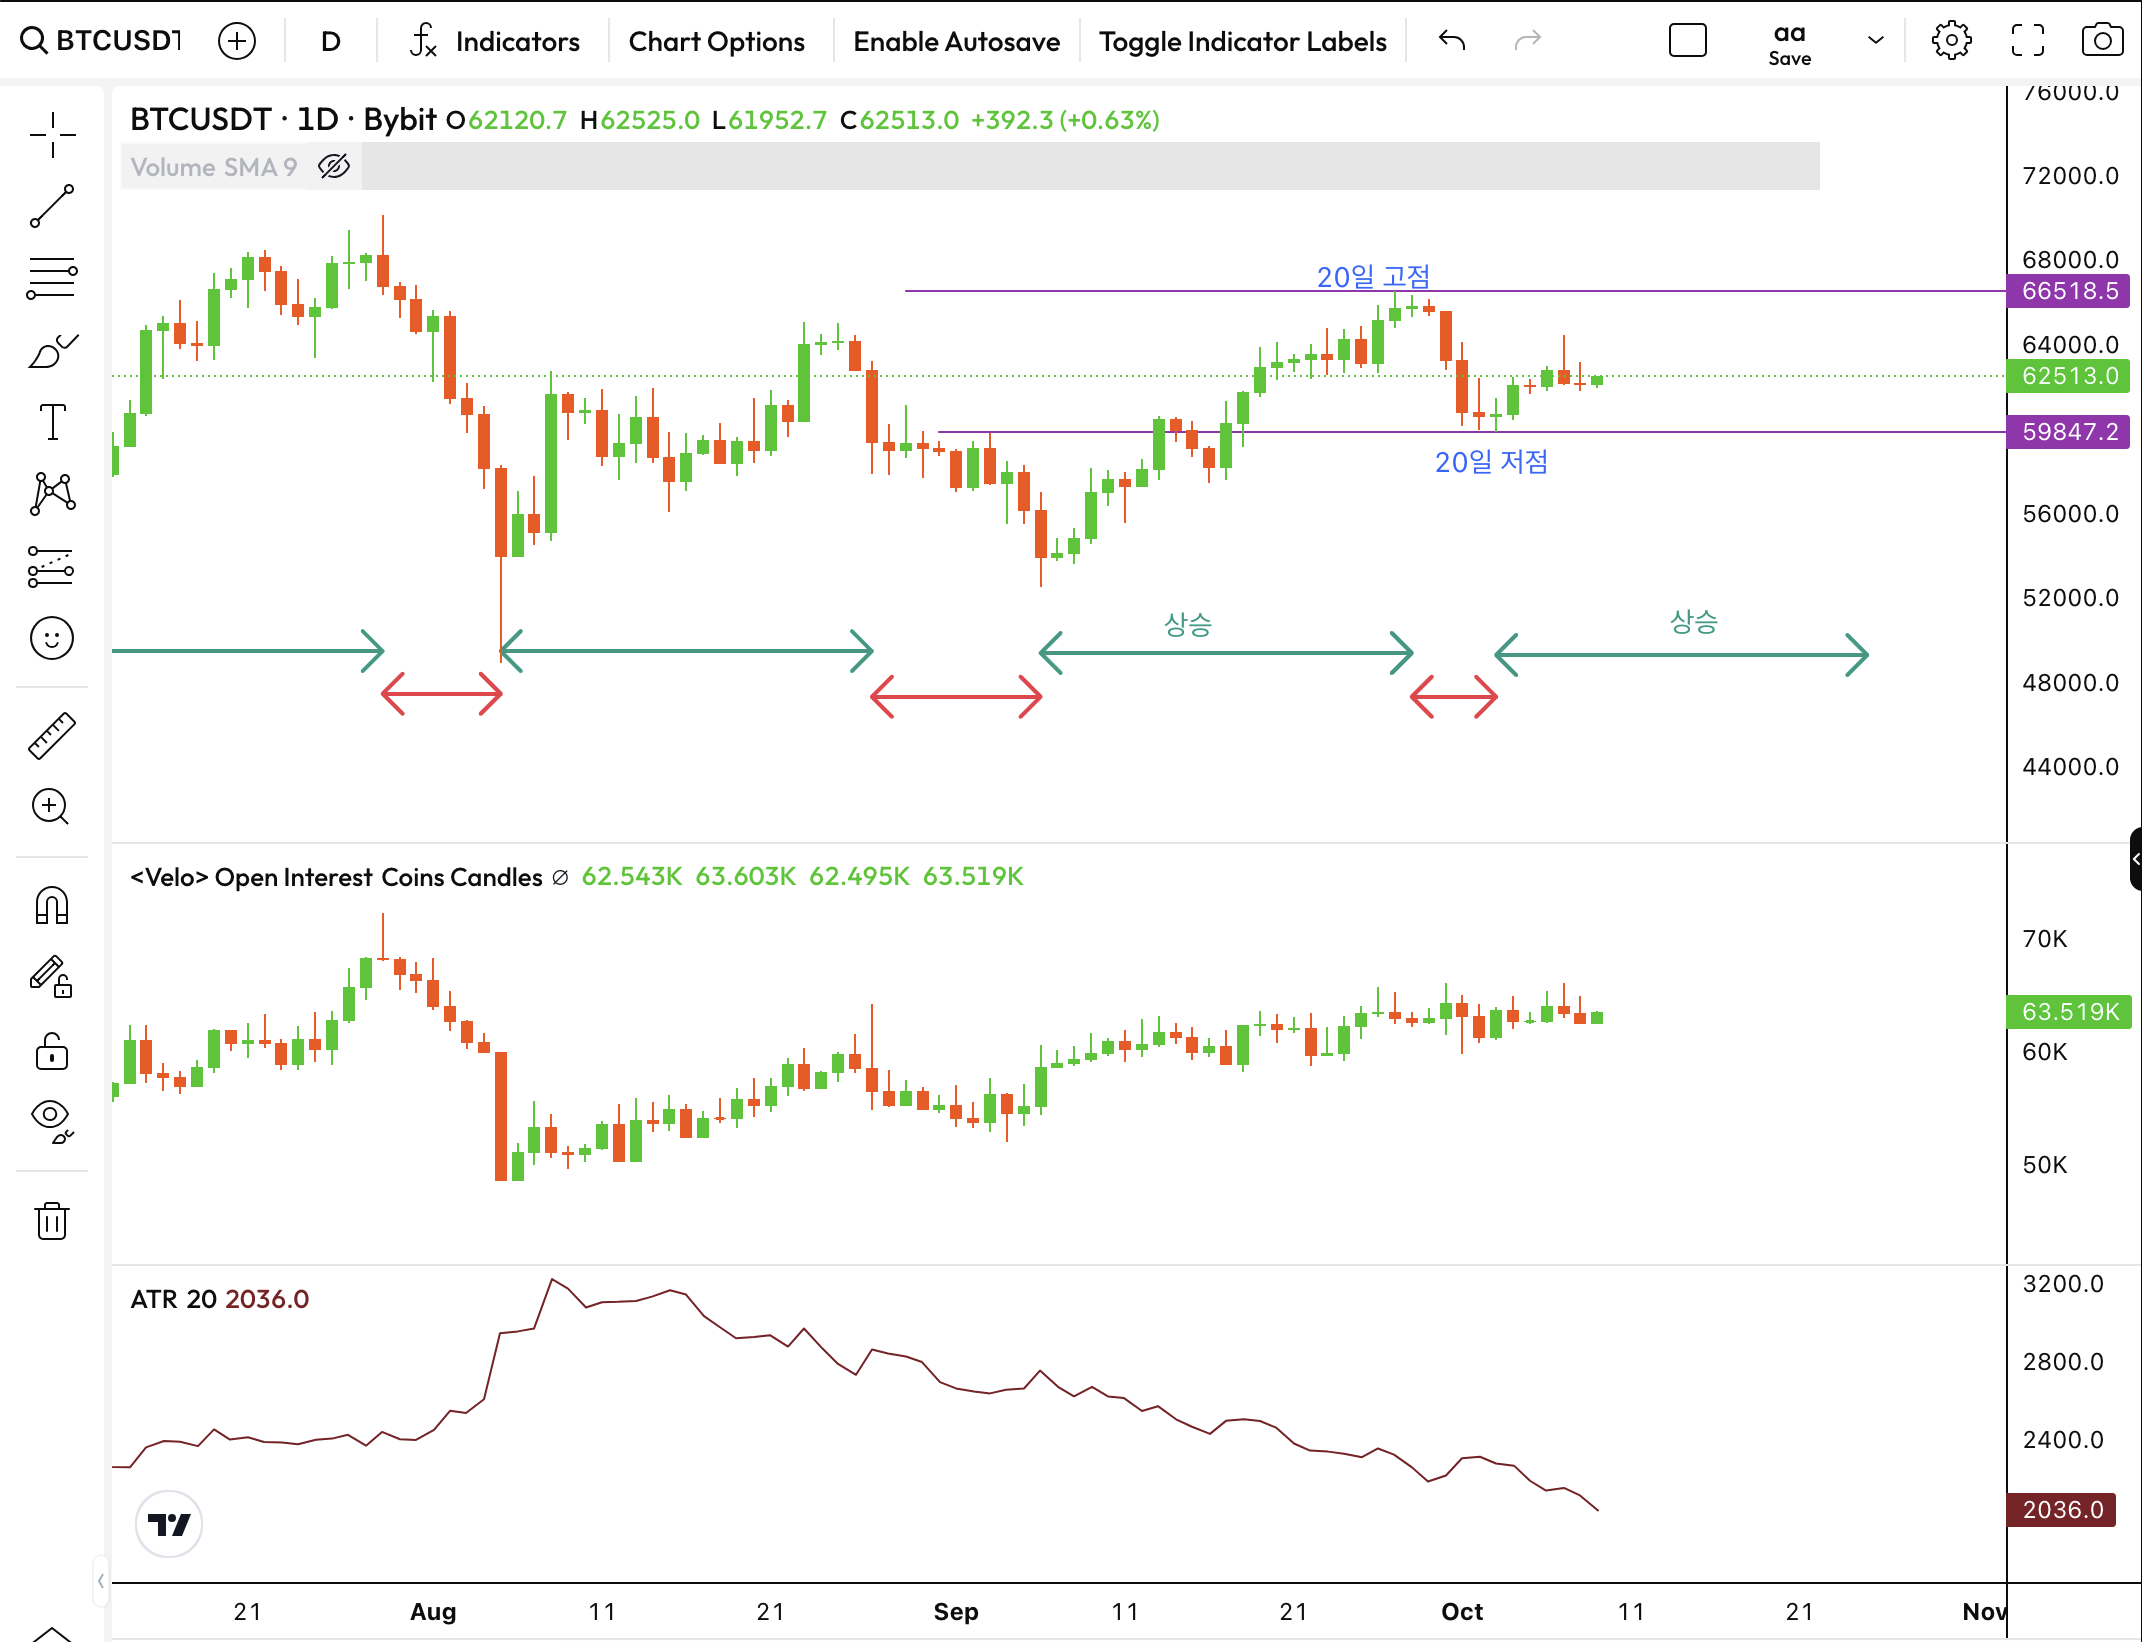 BTCUSDT
D
Indicators
Chart Options
Enable Autosave
Toggle Indicator Labels
aa
Save
BTCUSDT · 1D · Bybit O62120.7 H62525.0 L61952.7 C62513.0 +392.3 (+0.63%)
Volume SMA 9
76000.0
72000.0
68000.0
66518.5
64000.0
62513.0
59847.2
56000.0
52000.0
48000.0
44000.0
20일 고점
20일 저점
상승
상승
<Velo> Open Interest Coins Candles ∅ 62.543K 63.603K 62.495K 63.519K
70K
63.519K
60K
50K
ATR 20 2036.0
3200.0
2800.0
2400.0
2036.0
21 Aug 11 21 Sep 11 21 Oct 11 21 Nov